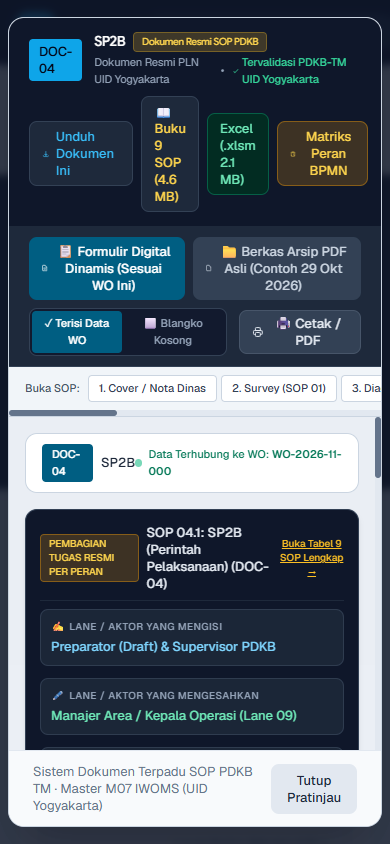 DOC-
04
SP2B
Dokumen Resmi SOP PDKB
Dokumen Resmi PLN
UID Yogyakarta
•
✓ Tervalidasi PDKB-TM
UID Yogyakarta
Unduh
Dokumen
Ini
📖
Buku
9
SOP
(4.6
MB)
Excel
(.xlsm
2.1
MB)
Matriks
Peran
BPMN
📋 Formulir Digital
Dinamis (Sesuai
WO Ini)
📁 Berkas Arsip PDF
Asli (Contoh 29 Okt
2026)
✓ Terisi Data
WO
⬜ Blangko
Kosong
🖨️ Cetak /
PDF
Buka SOP:
1. Cover / Nota Dinas
2. Survey (SOP 01)
3. Dia
DOC-
04
SP2B
Data Terhubung ke WO: WO-2026-11-
000
PEMBAGIAN
TUGAS RESMI
PER PERAN
SOP 04.1: SP2B
(Perintah
Pelaksanaan) (DOC-
04)
Buka Tabel 9
SOP Lengkap
→
✍️ LANE / AKTOR YANG MENGISI
Preparator (Draft) & Supervisor PDKB
🖊️ LANE / AKTOR YANG MENGESAHKAN
Manajer Area / Kepala Operasi (Lane 09)
Sistem Dokumen Terpadu SOP PDKB
TM · Master M07 IWOMS (UID
Yogyakarta)
Tutup
Pratinjau